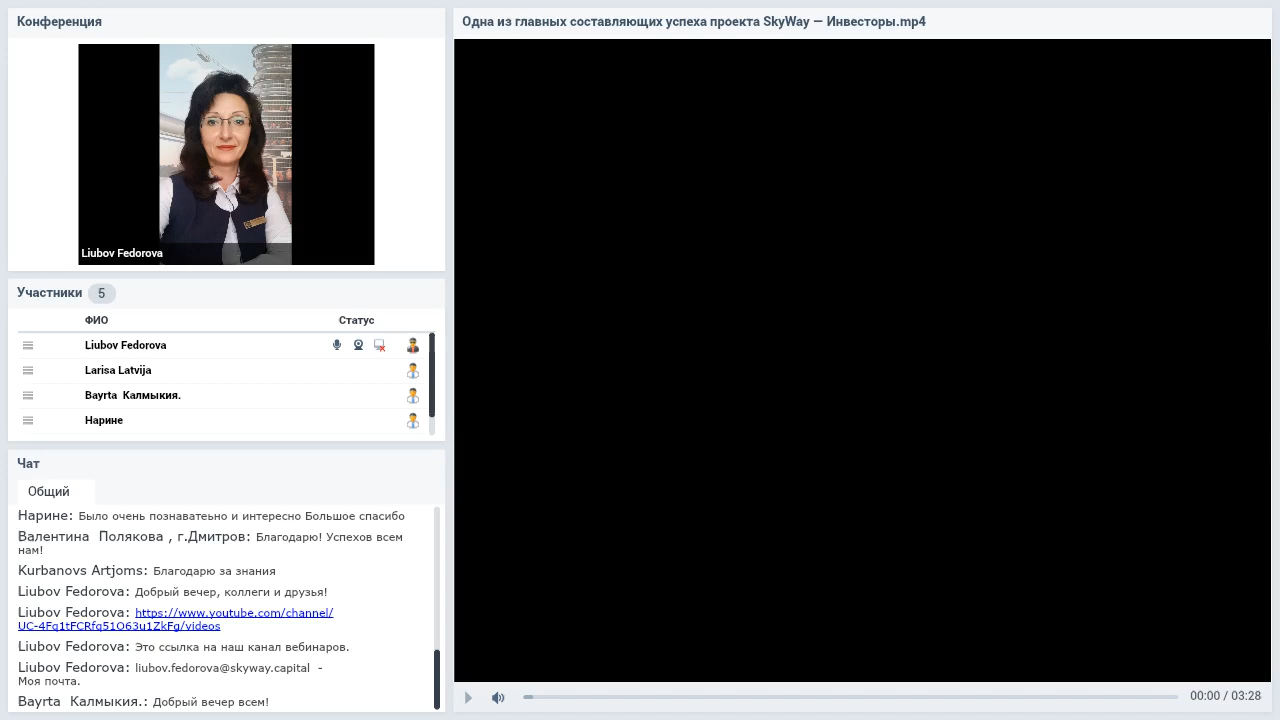 Конференция
Liubov Fedorova
Участники 5
ФИО Статус
Liubov Fedorova
Larisa Latvija
Bayrta Калмыкия.
Нарине
Чат
Общий
Нарине: Было очень познаватеьно и интересно Большое спасибо
Валентина Полякова , г.Дмитров: Благодарю! Успехов всем
нам!
Kurbanovs Artjoms: Благодарю за знания
Liubov Fedorova: Добрый вечер, коллеги и друзья!
Liubov Fedorova: https://www.youtube.com/channel/
UC-4Fq1tFCRfq51O63u1ZkFg/videos
Liubov Fedorova: Это ссылка на наш канал вебинаров.
Liubov Fedorova: liubov.fedorova@skyway.capital -
Моя почта.
Bayrta Калмыкия.: Добрый вечер всем!
Одна из главных составляющих успеха проекта SkyWay — Инвесторы.mp4
00:00 / 03:28